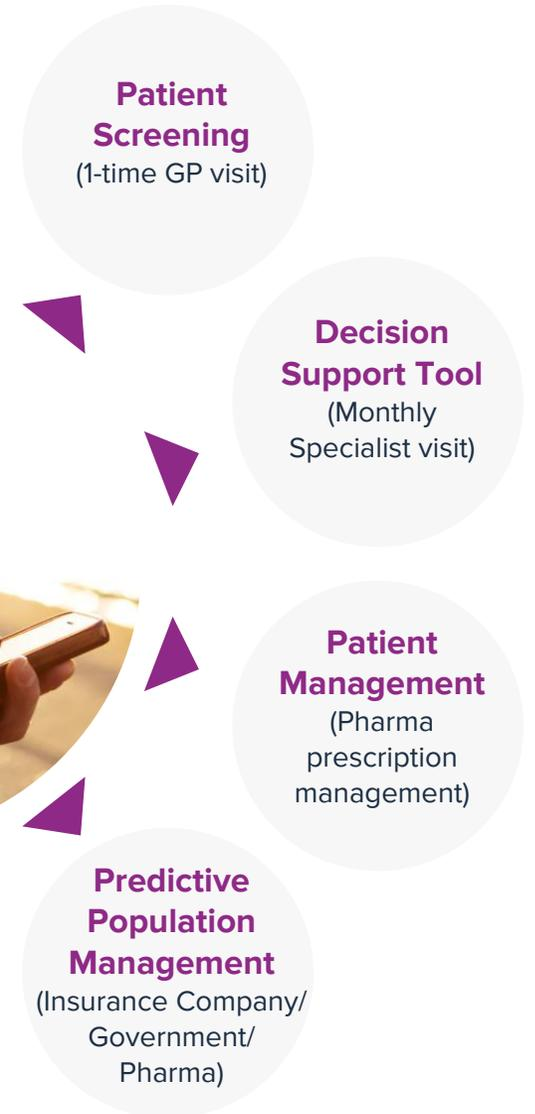 Patient
Screening
(1-time GP visit)
Decision
Support Tool
(Monthly
Specialist visit)
Patient
Management
(Pharma
prescription
management)
Predictive
Population
Management
(Insurance Company/
Government/
Pharma)